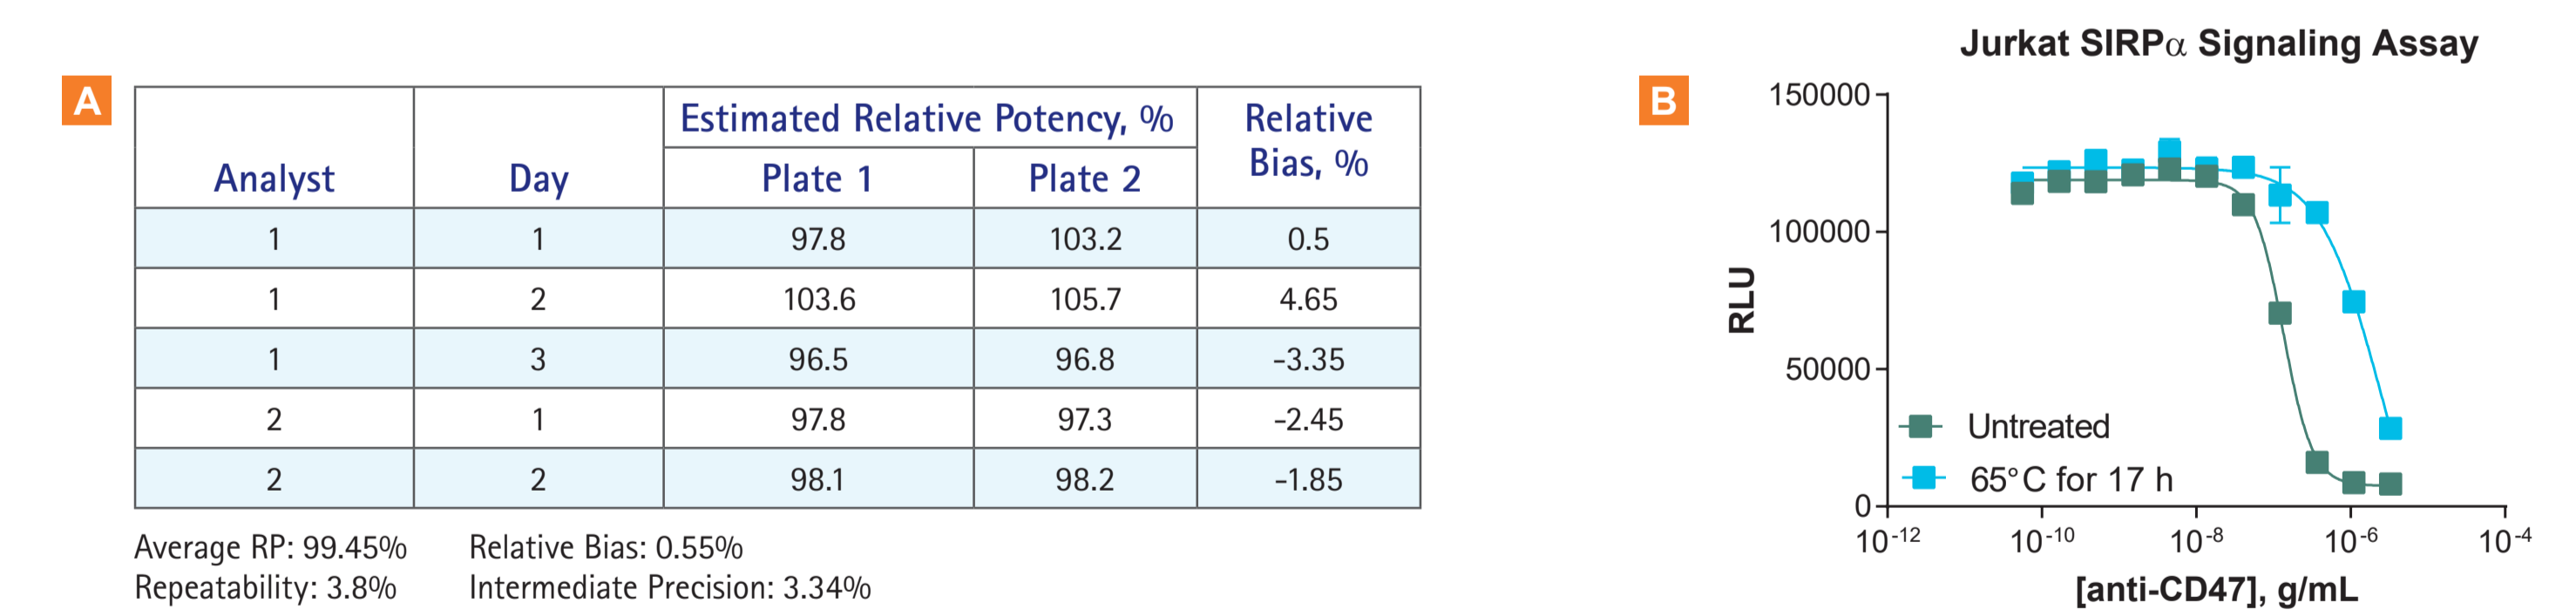 A
Analyst
Day
Estimated Relative Potency, %
Plate 1
Plate 2
Relative
Bias, %
1 1 97.8 103.2 0.5
1 2 103.6 105.7 4.65
1 3 96.5 96.8 -3.35
2 1 97.8 97.3 -2.45
2 2 98.1 98.2 -1.85
Average RP: 99.45% Relative Bias: 0.55%
Repeatability: 3.8% Intermediate Precision: 3.34%
B
Jurkat SIRPα Signaling Assay
RLU
150000
100000
50000
0
Untreated
65°C for 17 h
10⁻¹² 10⁻¹⁰ 10⁻⁸ 10⁻⁶ 10⁻⁴
[anti-CD47], g/mL